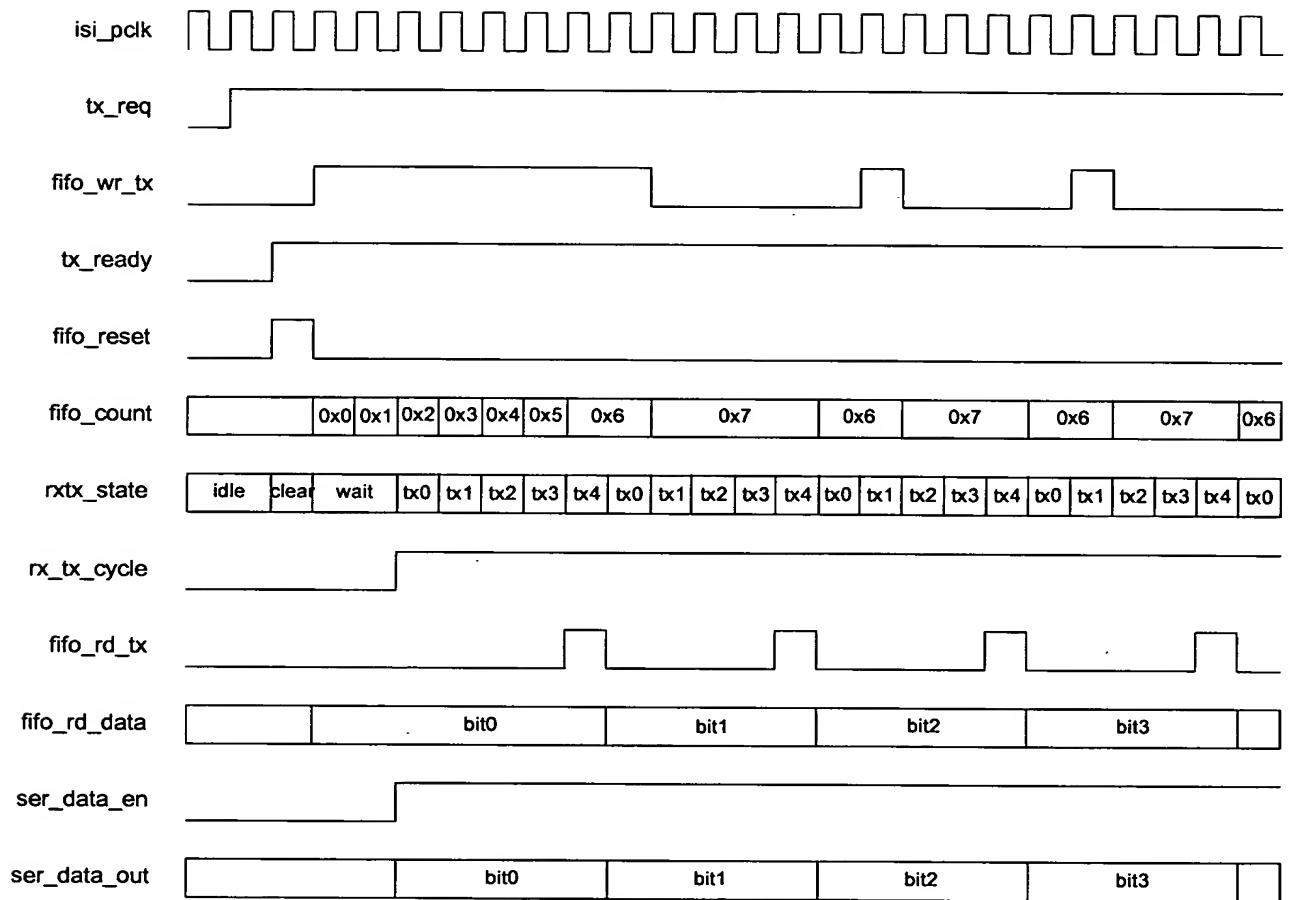 isi_pclk
tx_req
fifo_wr_tx
tx_ready
fifo_reset
fifo_count 0x0 0x1 0x2 0x3 0x4 0x5 0x6 0x7 0x6 0x7 0x6 0x7 0x6
rxtx_state idle clear wait tx0 tx1 tx2 tx3 tx4 tx0 tx1 tx2 tx3 tx4 tx0 tx1 tx2 tx3 tx4 tx0 tx1 tx2 tx3 tx4 tx0
rx_tx_cycle
fifo_rd_tx
fifo_rd_data bit0 bit1 bit2 bit3
ser_data_en
ser_data_out bit0 bit1 bit2 bit3